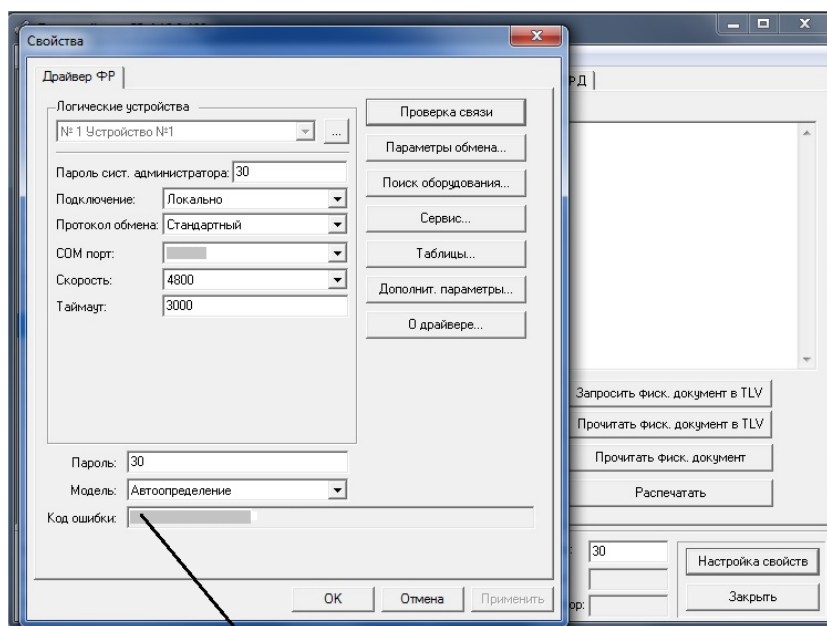 Свойства
Драйвер ФР
Логические устройства
№ 1 Устройство №1
...
Пароль сист. администратора: 30
Подключение: Локально
Протокол обмена: Стандартный
COM порт:
Скорость: 4800
Таймаут: 3000
Проверка связи
Параметры обмена...
Поиск оборудования...
Сервис...
Таблицы...
Дополнит. параметры...
О драйвере...
Пароль: 30
Модель: Автоопределение
Код ошибки:
OK
Отмена
Применить
Запросить фиск. документ в TLV
Прочитать фиск. документ в TLV
Прочитать фиск. документ
Распечатать
30
Настройка свойств
Закрыть